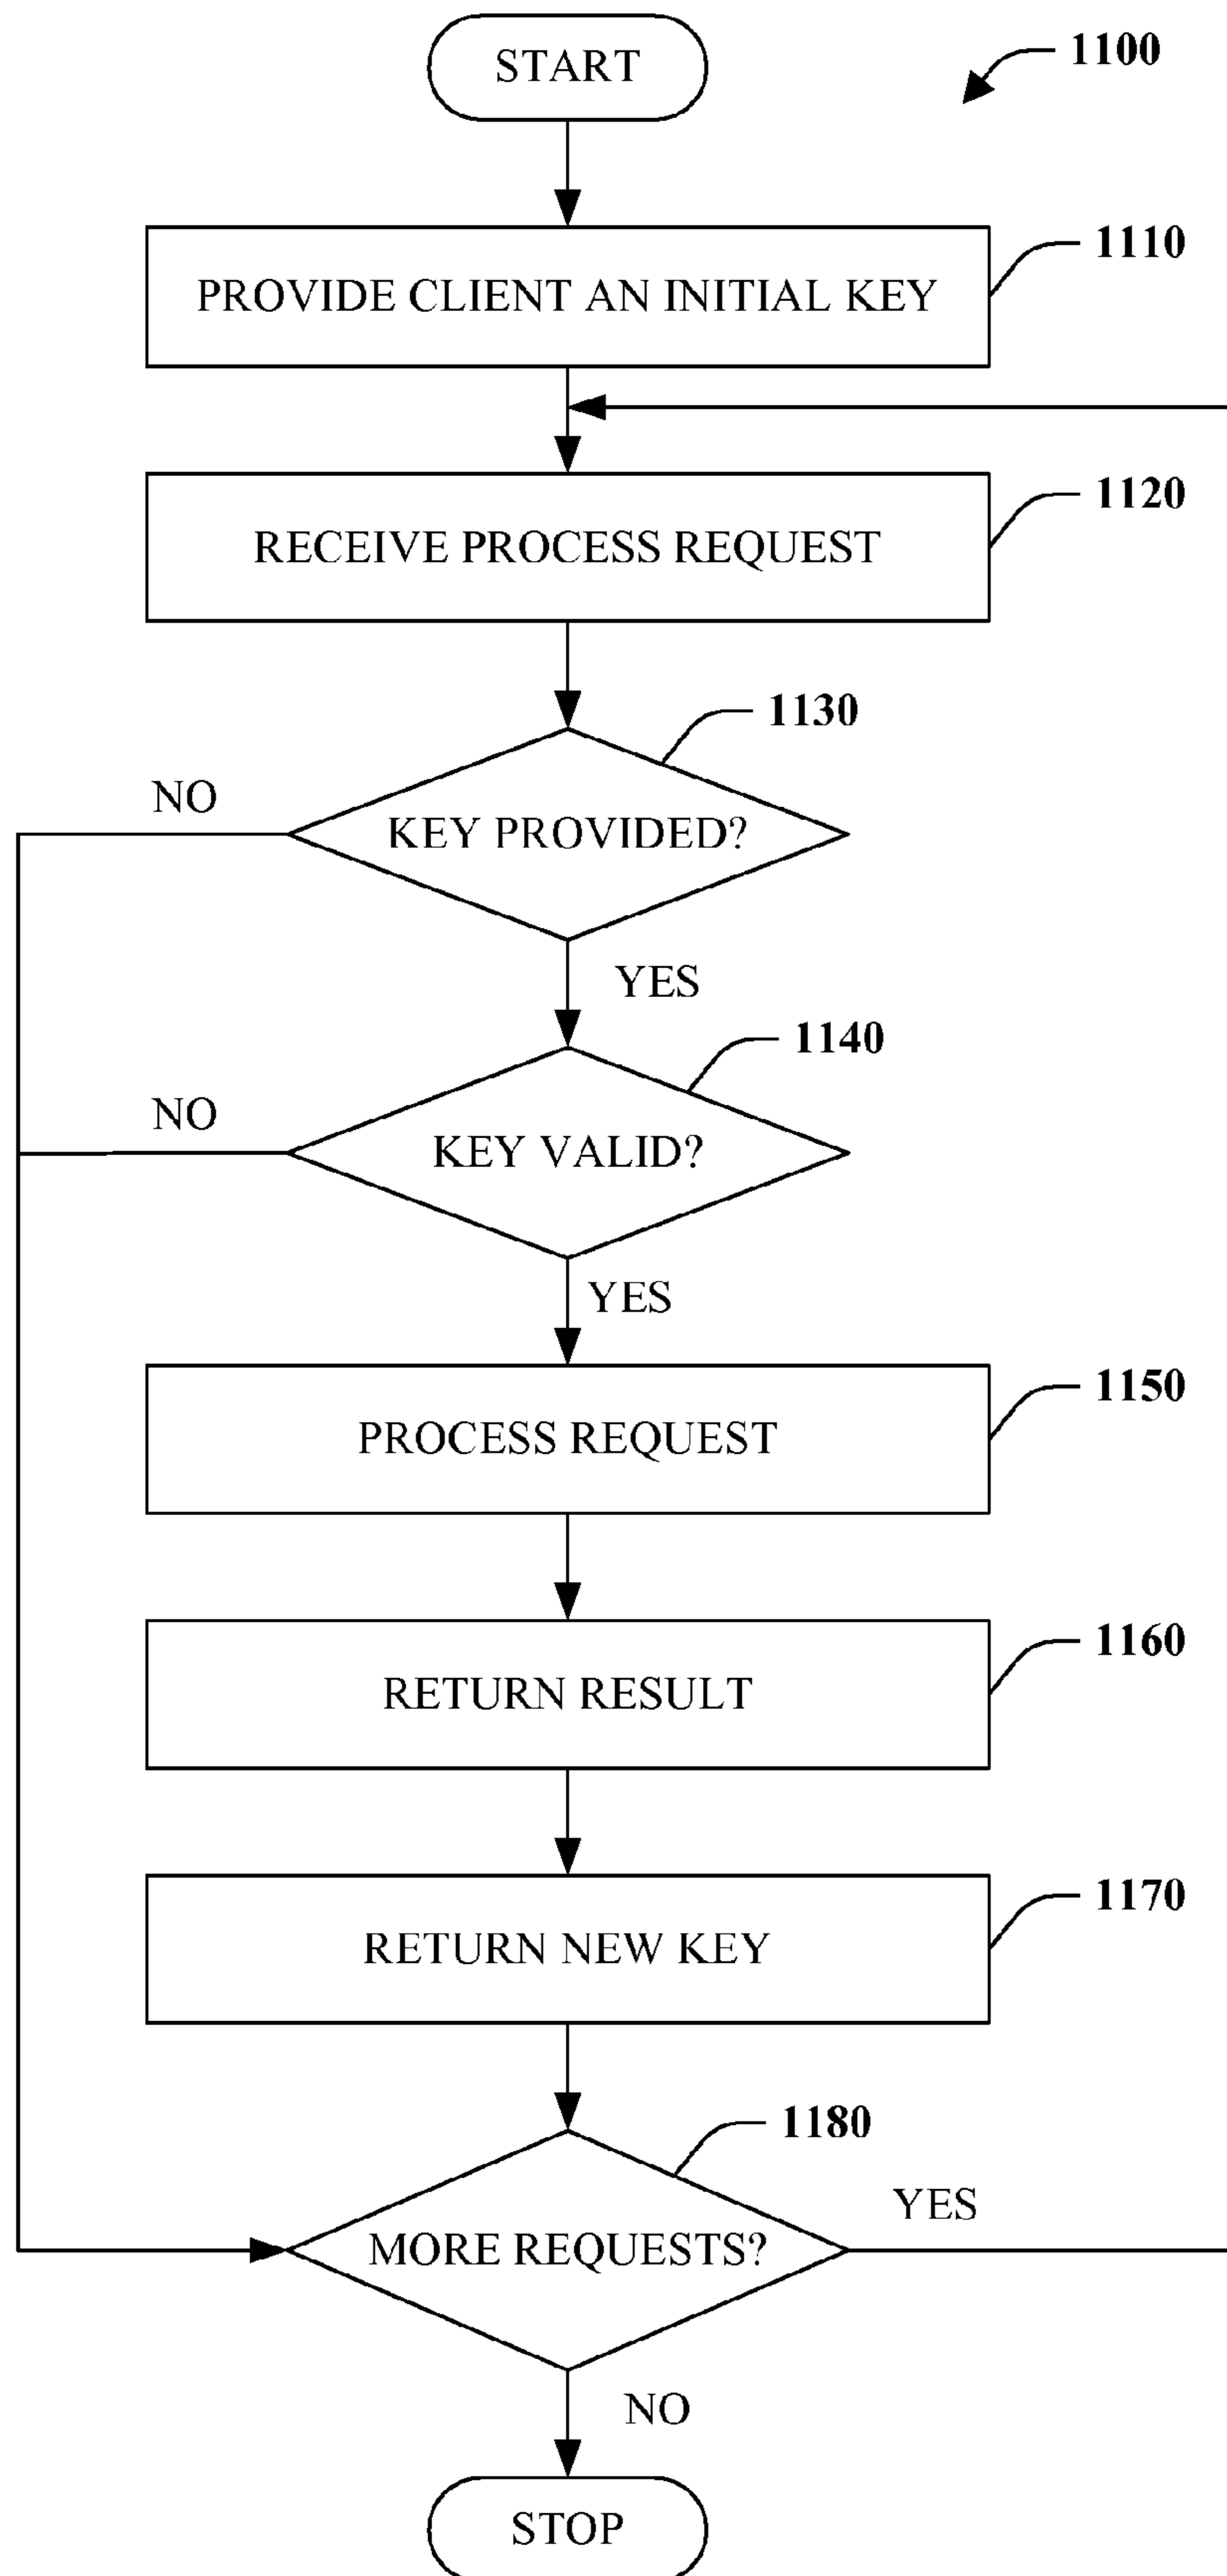 START
1100
PROVIDE CLIENT AN INITIAL KEY
1110
RECEIVE PROCESS REQUEST
1120
1130
NO
KEY PROVIDED?
YES
1140
NO
KEY VALID?
YES
PROCESS REQUEST
1150
RETURN RESULT
1160
RETURN NEW KEY
1170
1180
YES
MORE REQUESTS?
NO
STOP